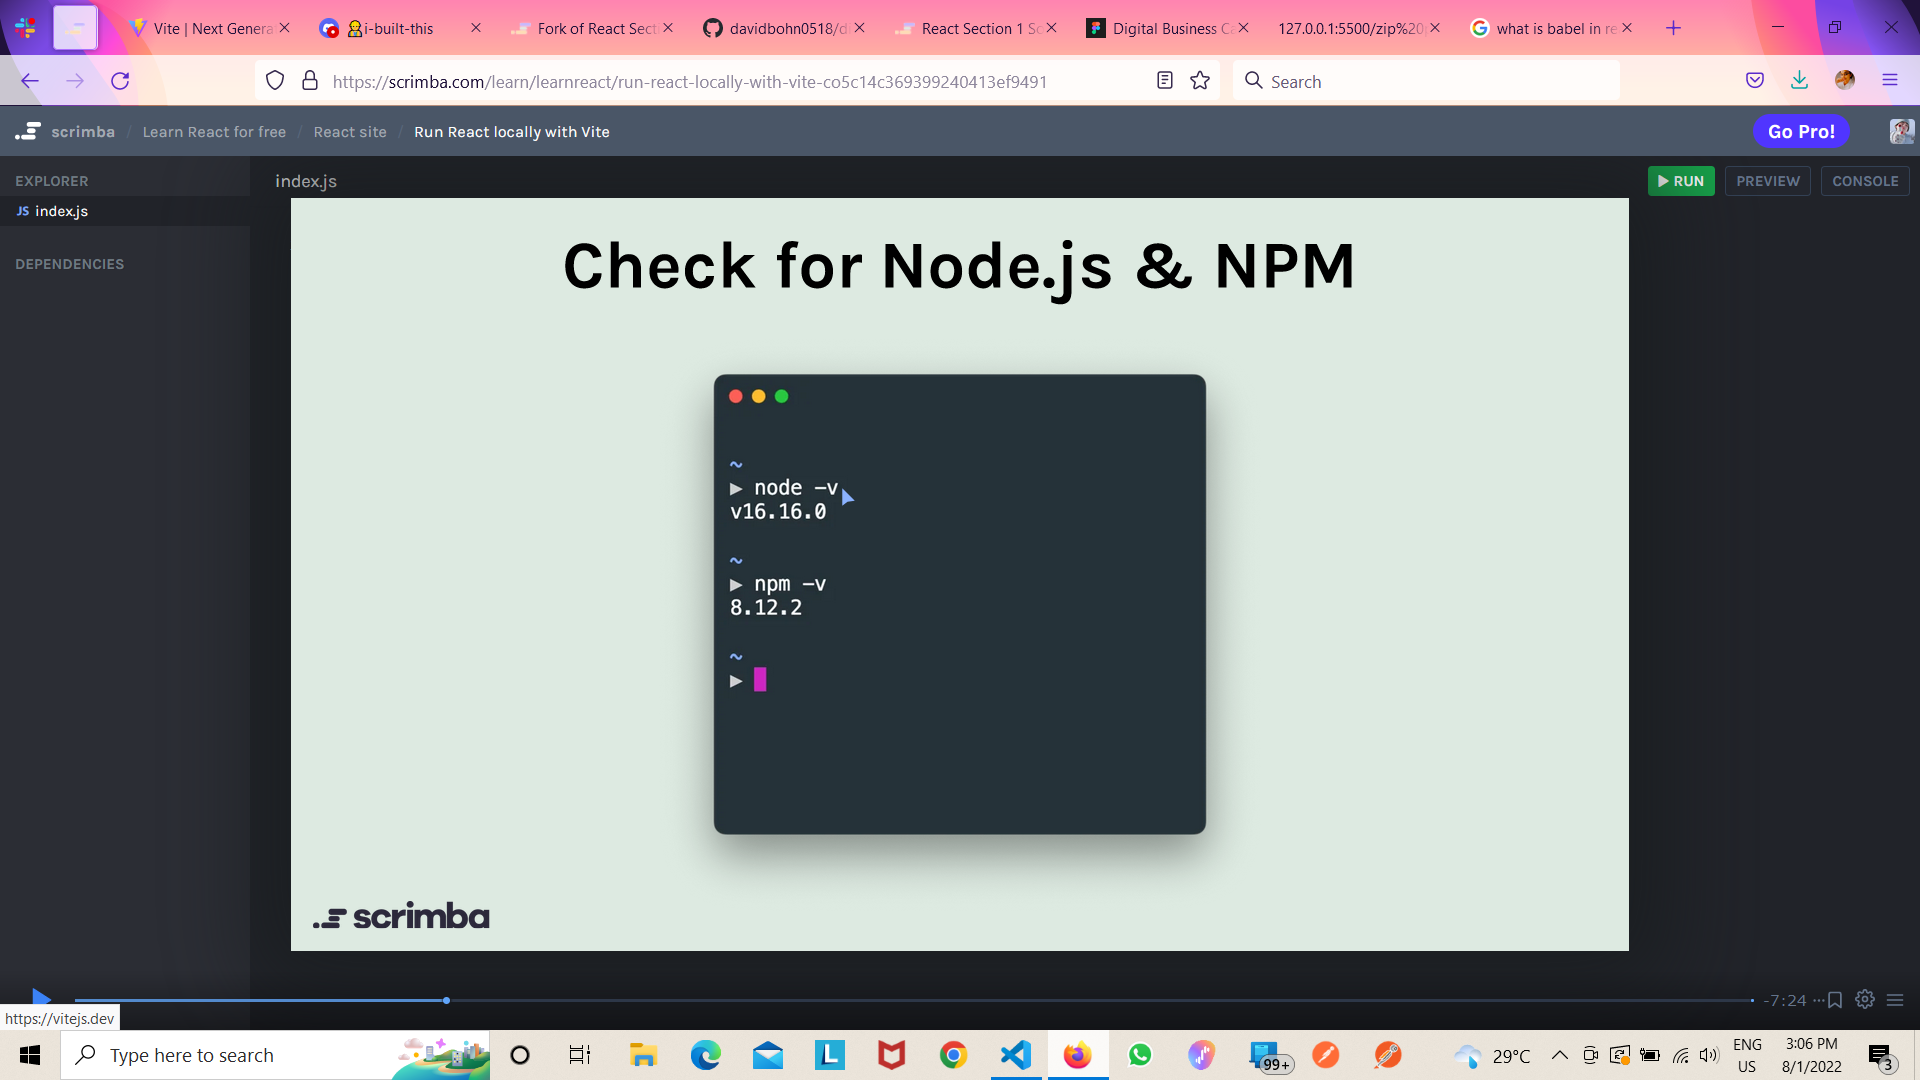 Vite | Next Genera
i-built-this
Fork of React Sect
davidbohn0518/di
React Section 1 So
Digital Business Ca
127.0.0.1:5500/zip%20
what is babel in re
https://scrimba.com/learn/learnreact/run-react-locally-with-vite-co5c14c369399240413ef9491
Search
scrimba / Learn React for free / React site / Run React locally with Vite
Go Pro!
EXPLORER
index.js
RUN
PREVIEW
CONSOLE
JS index.js
DEPENDENCIES
Check for Node.js & NPM
~
▶ node -v
v16.16.0
~
▶ npm -v
8.12.2
~
▶
scrimba
-7:24
https://vitejs.dev
Type here to search
L
99+
29°C
ENG
US
3:06 PM
8/1/2022
3